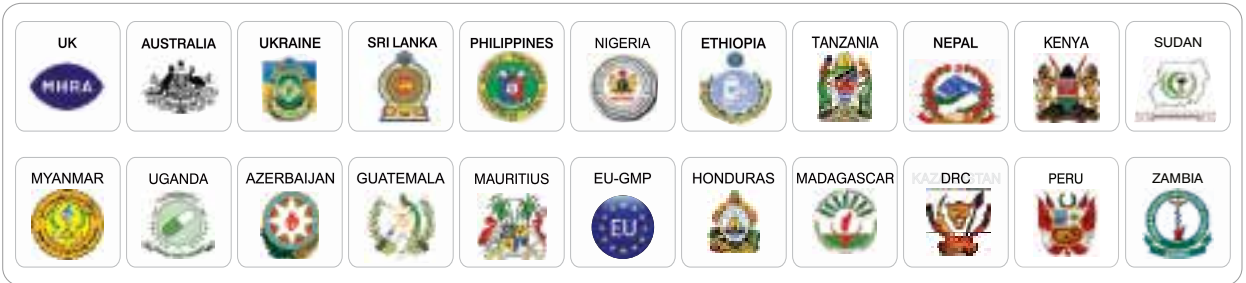 UK
AUSTRALIA
UKRAINE
SRI LANKA
PHILIPPINES
NIGERIA
ETHIOPIA
TANZANIA
NEPAL
KENYA
SUDAN
MHRA
MYANMAR
UGANDA
AZERBAIJAN
GUATEMALA
MAURITIUS
EU-GMP
HONDURAS
MADAGASCAR
DRC
PERU
ZAMBIA
EU